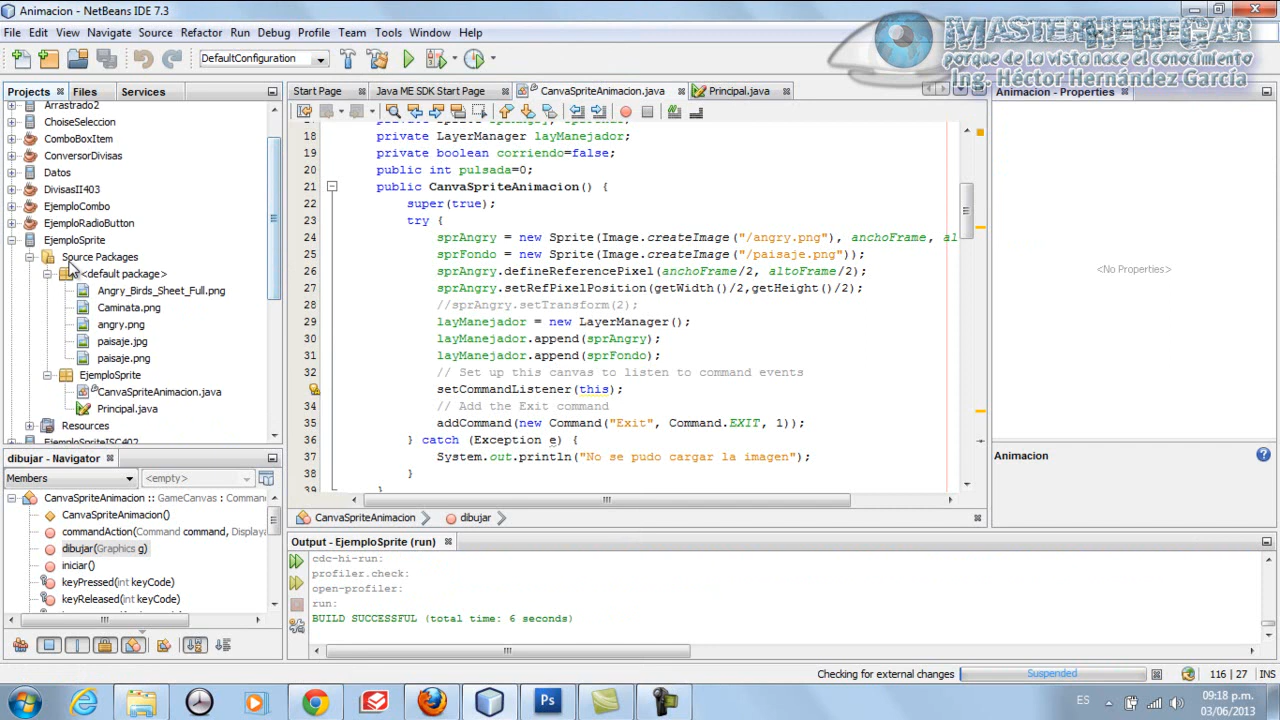 Animacion - NetBeans IDE 7.3
MASTERHEHEGAR
porque de la vista nace el conocimiento
Ing. Héctor Hernández García
File Edit View Navigate Source Refactor Run Debug Profile Team Tools Window Help
DefaultConfiguration
Projects Files Services
Start Page Java ME SDK Start Page CanvaSpriteAnimacion.java Principal.java
Animacion - Properties
Arrastrado2
ChoiseSeleccion
ComboBoxItem
ConversorDivisas
Datos
DivisasII403
EjemploCombo
EjemploRadioButton
EjemploSprite
Source Packages
<default package>
Angry_Birds_Sheet_Full.png
Caminata.png
angry.png
paisaje.jpg
paisaje.png
EjemploSprite
CanvaSpriteAnimacion.java
Principal.java
Resources
EjemploSpriteISC402
18 private LayerManager layManejador;
19 private boolean corriendo=false;
20 public int pulsada=0;
21 public CanvaSpriteAnimacion() {
22 super(true);
23 try {
24 sprAngry = new Sprite(Image.createImage("/angry.png"), anchoFrame, al
25 sprFondo = new Sprite(Image.createImage("/paisaje.png"));
26 sprAngry.defineReferencePixel(anchoFrame/2, altoFrame/2);
27 sprAngry.setRefPixelPosition(getWidth()/2,getHeight()/2);
28 //sprAngry.setTransform(2);
29 layManejador = new LayerManager();
30 layManejador.append(sprAngry);
31 layManejador.append(sprFondo);
32 // Set up this canvas to listen to command events
setCommandListener(this);
34 // Add the Exit command
35 addCommand(new Command("Exit", Command.EXIT, 1));
36 } catch (Exception e) {
37 System.out.println("No se pudo cargar la imagen");
38 }
39 }
<No Properties>
Animacion
dibujar - Navigator
Members <empty>
CanvaSpriteAnimacion :: GameCanvas : Command
CanvaSpriteAnimacion()
commandAction(Command command, Displaya
dibujar(Graphics g)
iniciar()
keyPressed(int keyCode)
keyReleased(int keyCode)
CanvaSpriteAnimacion dibujar
Output - EjemploSprite (run)
cdc-hi-run:
profiler.check:
open-profiler:
run:
BUILD SUCCESSFUL (total time: 6 seconds)
Checking for external changes Suspended 116 | 27 INS
Ps
ES
09:18 p.m.
03/06/2013